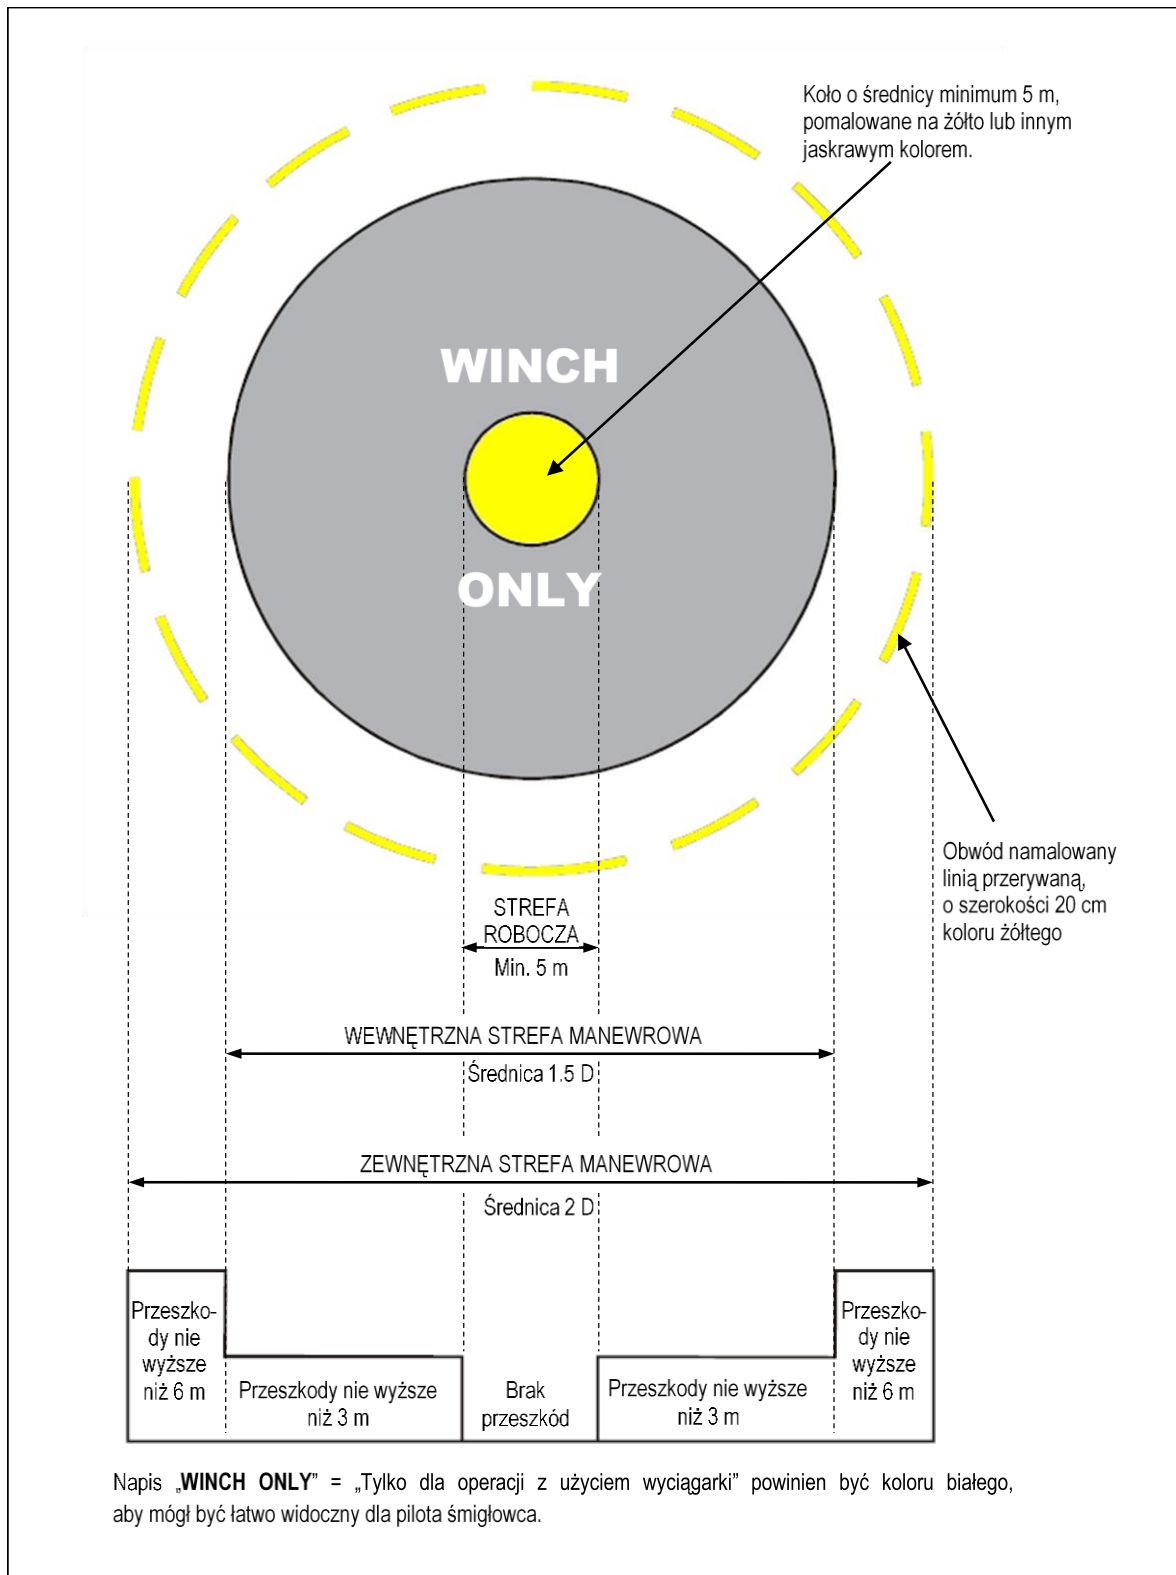 Koło o średnicy minimum 5 m,
pomalowane na żółto lub innym
jaskrawym kolorem.
WINCH
ONLY
Obwód namalowany
linią przerywaną,
o szerokości 20 cm
koloru żółtego
STREFA
ROBOCZA
Min. 5 m
WEWNĘTRZNA STREFA MANEWROWA
Średnica 1.5 D
ZEWNĘTRZNA STREFA MANEWROWA
Średnica 2 D
Przeszko-
dy nie
wyższe
niż 6 m
Przeszkody nie wyższe
niż 3 m
Brak
przeszkód
Przeszkody nie wyższe
niż 3 m
Przeszko-
dy nie
wyższe
niż 6 m
Napis „WINCH ONLY” = „Tylko dla operacji z użyciem wyciągarki” powinien być koloru białego,
aby mógł być łatwo widoczny dla pilota śmigłowca.